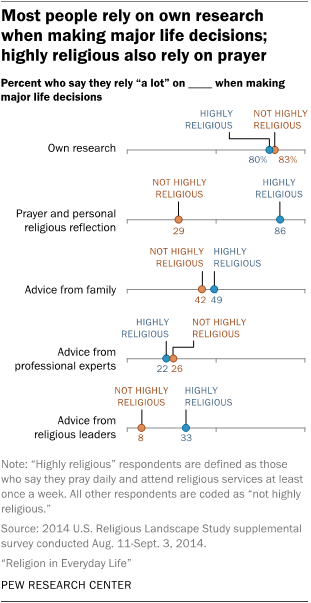 Most people rely on own research
when making major life decisions;
highly religious also rely on prayer
Percent who say they rely “a lot” on ____ when making
major life decisions
HIGHLY
RELIGIOUS
NOT HIGHLY
RELIGIOUS
Own research
80%
83%
NOT HIGHLY
RELIGIOUS
HIGHLY
RELIGIOUS
Prayer and personal
religious reflection
29
86
NOT HIGHLY
RELIGIOUS
HIGHLY
RELIGIOUS
Advice from family
42
49
HIGHLY
RELIGIOUS
NOT HIGHLY
RELIGIOUS
Advice from
professional experts
22
26
NOT HIGHLY
RELIGIOUS
HIGHLY
RELIGIOUS
Advice from
religious leaders
8
33
Note: “Highly religious” respondents are defined as those
who say they pray daily and attend religious services at least
once a week. All other respondents are coded as “not highly
religious.”
Source: 2014 U.S. Religious Landscape Study supplemental
survey conducted Aug. 11-Sept. 3, 2014.
“Religion in Everyday Life”
PEW RESEARCH CENTER